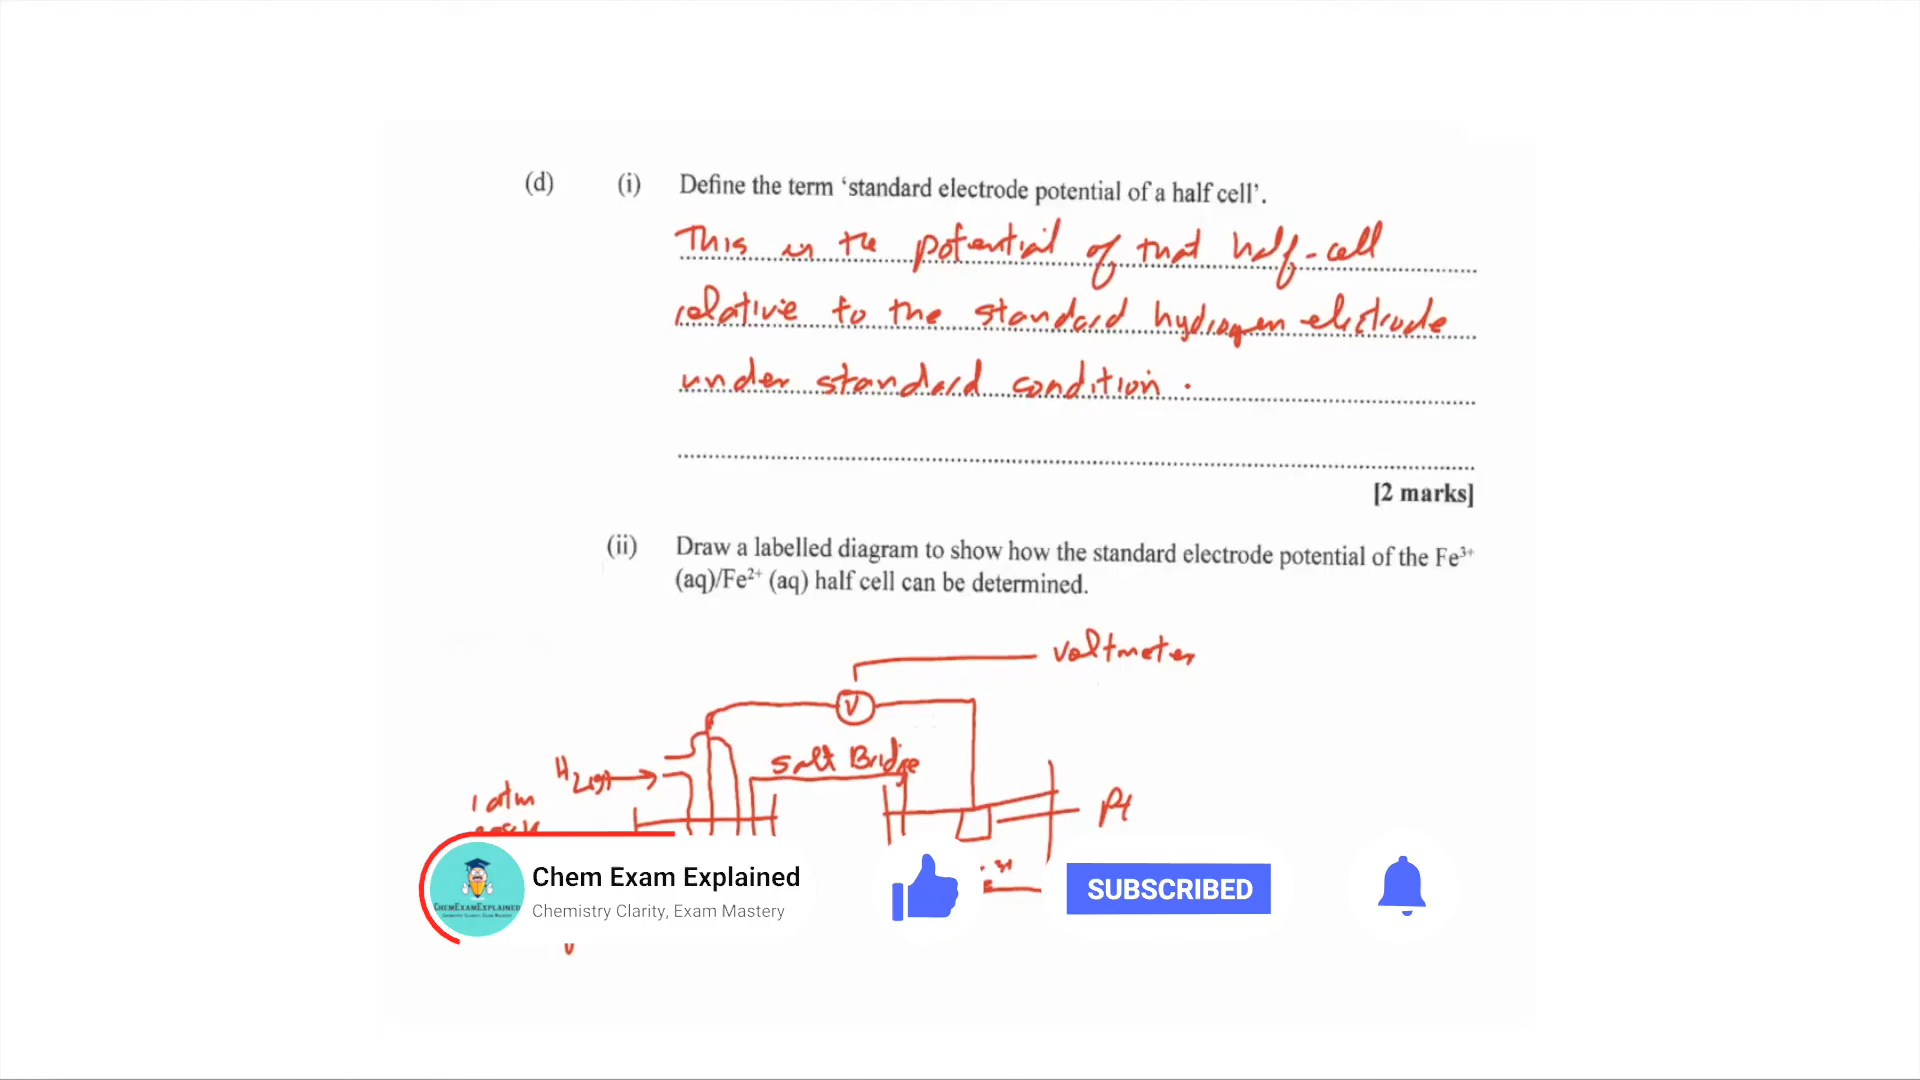 (d) (i) Define the term ‘standard electrode potential of a half cell’.
This is the potential of that half-cell
relative to the standard hydrogen electrode
under standard condition.
[2 marks]
(ii) Draw a labelled diagram to show how the standard electrode potential of the Fe³⁺
(aq)/Fe²⁺ (aq) half cell can be determined.
voltmeter
V
Salt Bridge
H₂(g)
1 atm
Pt
Chem Exam Explained
Chemistry Clarity, Exam Mastery
CHEMEXAMEXPLAINED
SUBSCRIBED